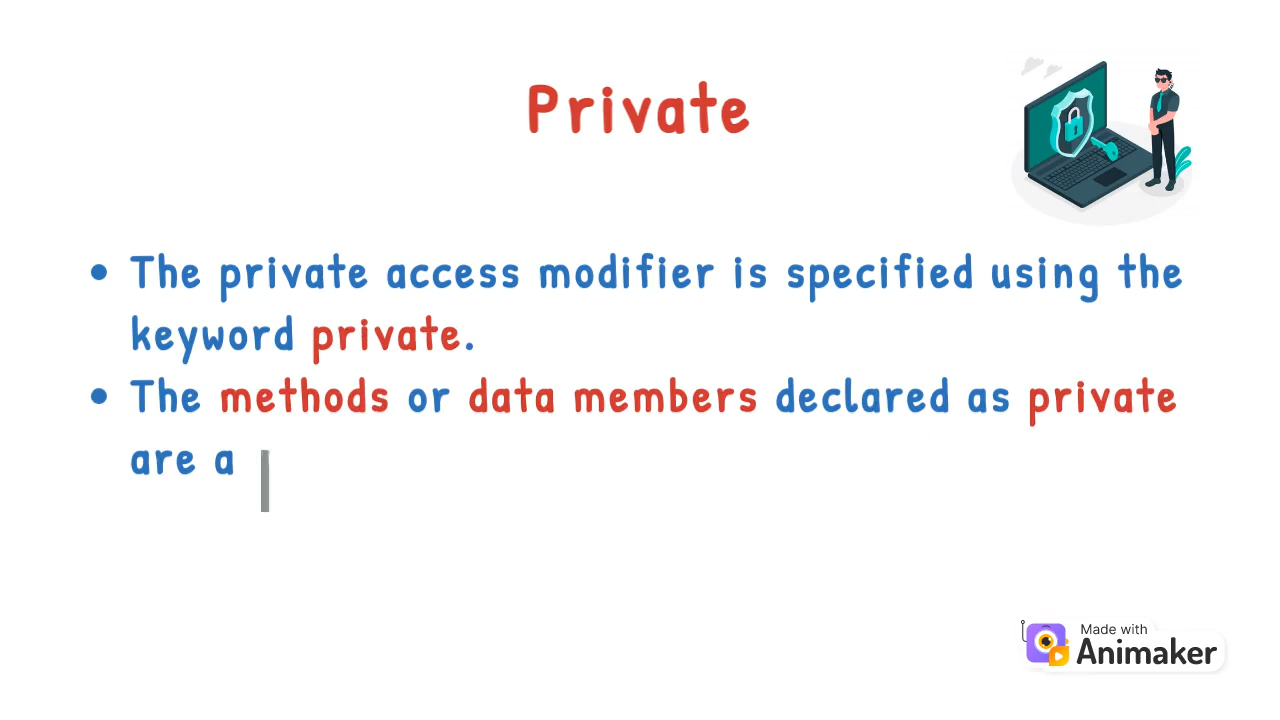 Private
• The private access modifier is specified using the
keyword private.
• The methods or data members declared as private
are a
Made with
Animaker